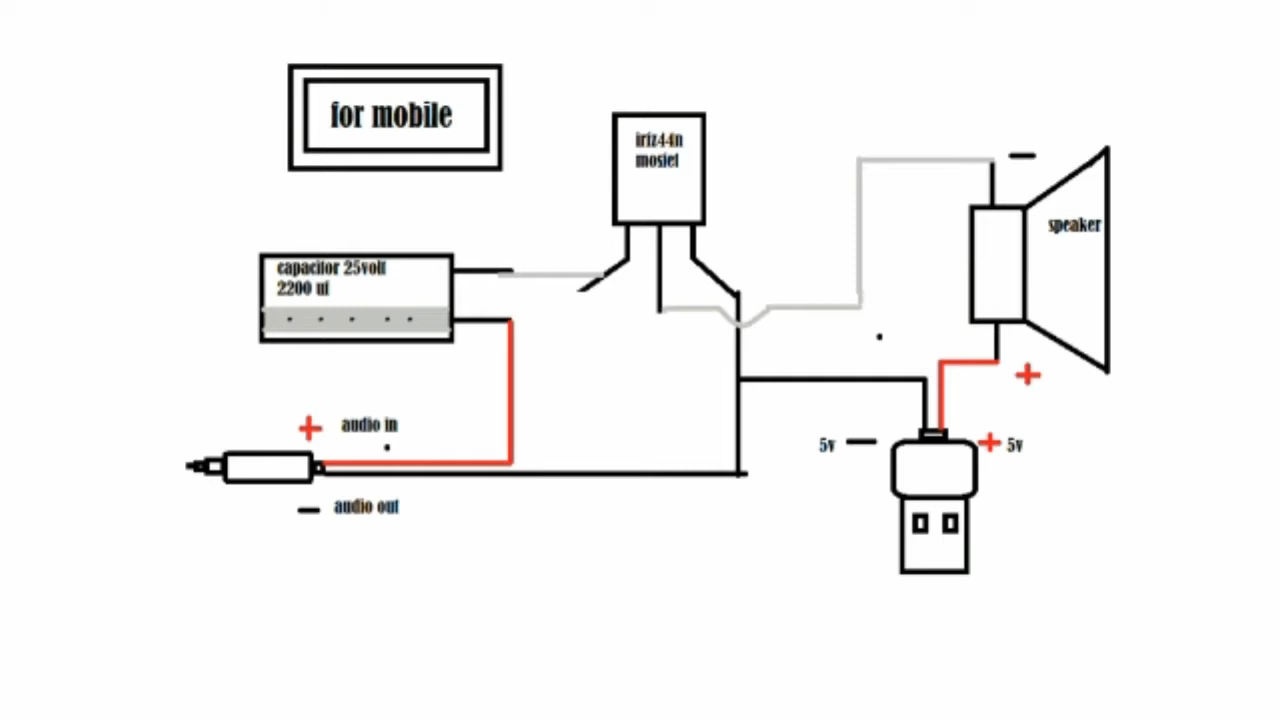 for mobile
irfz44n
mosfet
speaker
capacitor 25volt
2200 uf
+ audio in
5v − + 5v
− audio out